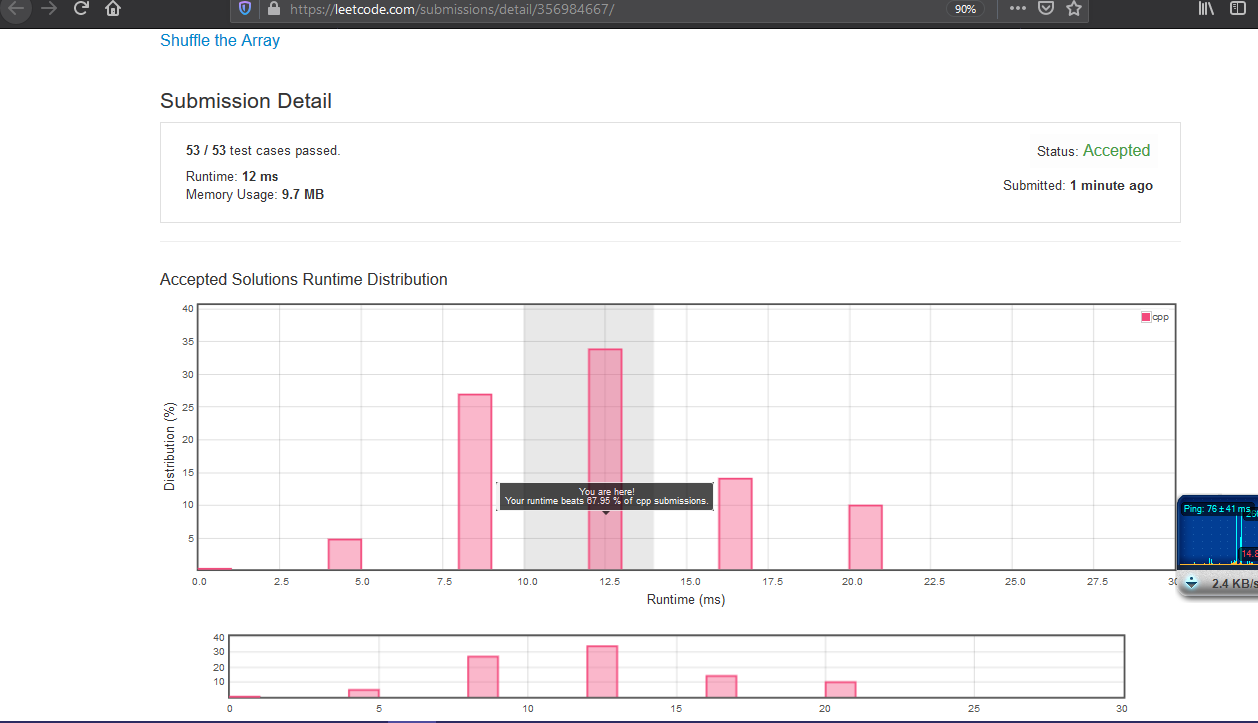 https://leetcode.com/submissions/detail/356984667/
90%
Shuffle the Array
Submission Detail
53 / 53 test cases passed.
Status: Accepted
Runtime: 12 ms
Memory Usage: 9.7 MB
Submitted: 1 minute ago
Accepted Solutions Runtime Distribution
cpp
40
35
30
25
20
15
10
5
Distribution (%)
You are here!
Your runtime beats 67.95 % of cpp submissions.
0.0 2.5 5.0 7.5 10.0 12.5 15.0 17.5 20.0 22.5 25.0 27.5
Runtime (ms)
Ping: 76 ± 41 ms
2.4 KB/s
40
30
20
10
0 5 10 15 20 25 30